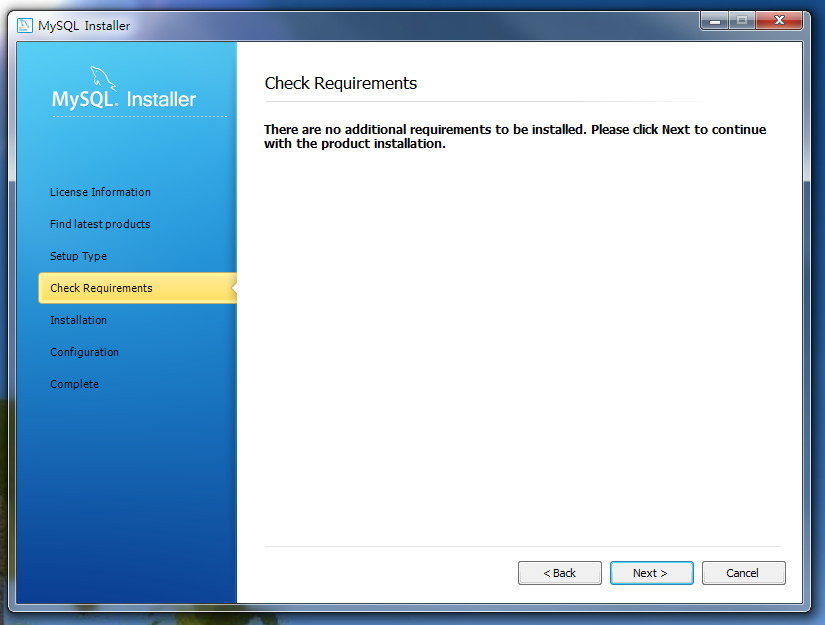 MySQL Installer
MySQL. Installer
License Information
Find latest products
Setup Type
Check Requirements
Installation
Configuration
Complete
Check Requirements
There are no additional requirements to be installed. Please click Next to continue
with the product installation.
< Back
Next >
Cancel